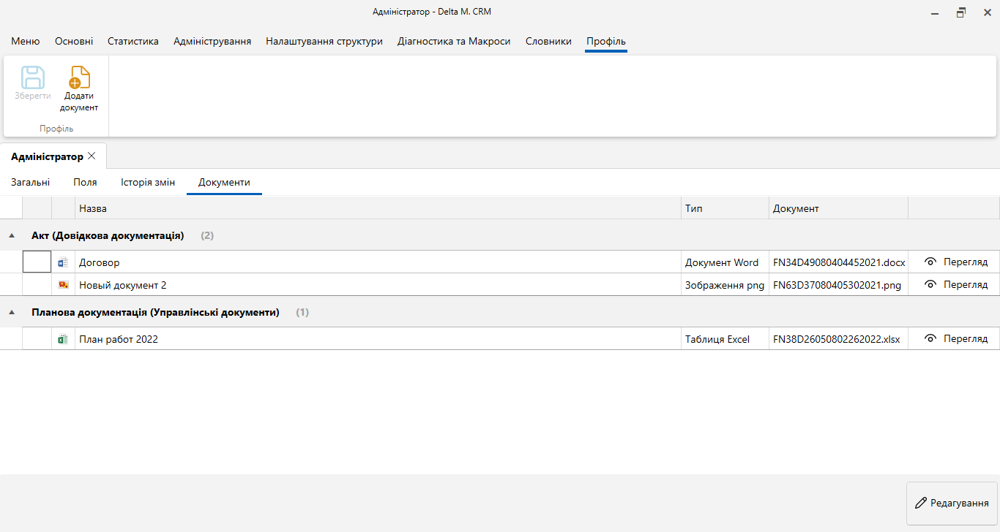 Адміністратор - Delta M. CRM
Меню Основні Статистика Адміністрування Налаштування структури Діагностика та Макроси Словники Профіль
Зберегти Додати документ
Профіль
Адміністратор
Загальні Поля Історія змін Документи
Назва Тип Документ
Акт (Довідкова документація) (2)
Договор Документ Word FN34D49080404452021.docx Перегляд
Новый документ 2 Зображення png FN63D37080405302021.png Перегляд
Планова документація (Управлінські документи) (1)
План работ 2022 Таблиця Excel FN38D26050802262022.xlsx Перегляд
Редагування